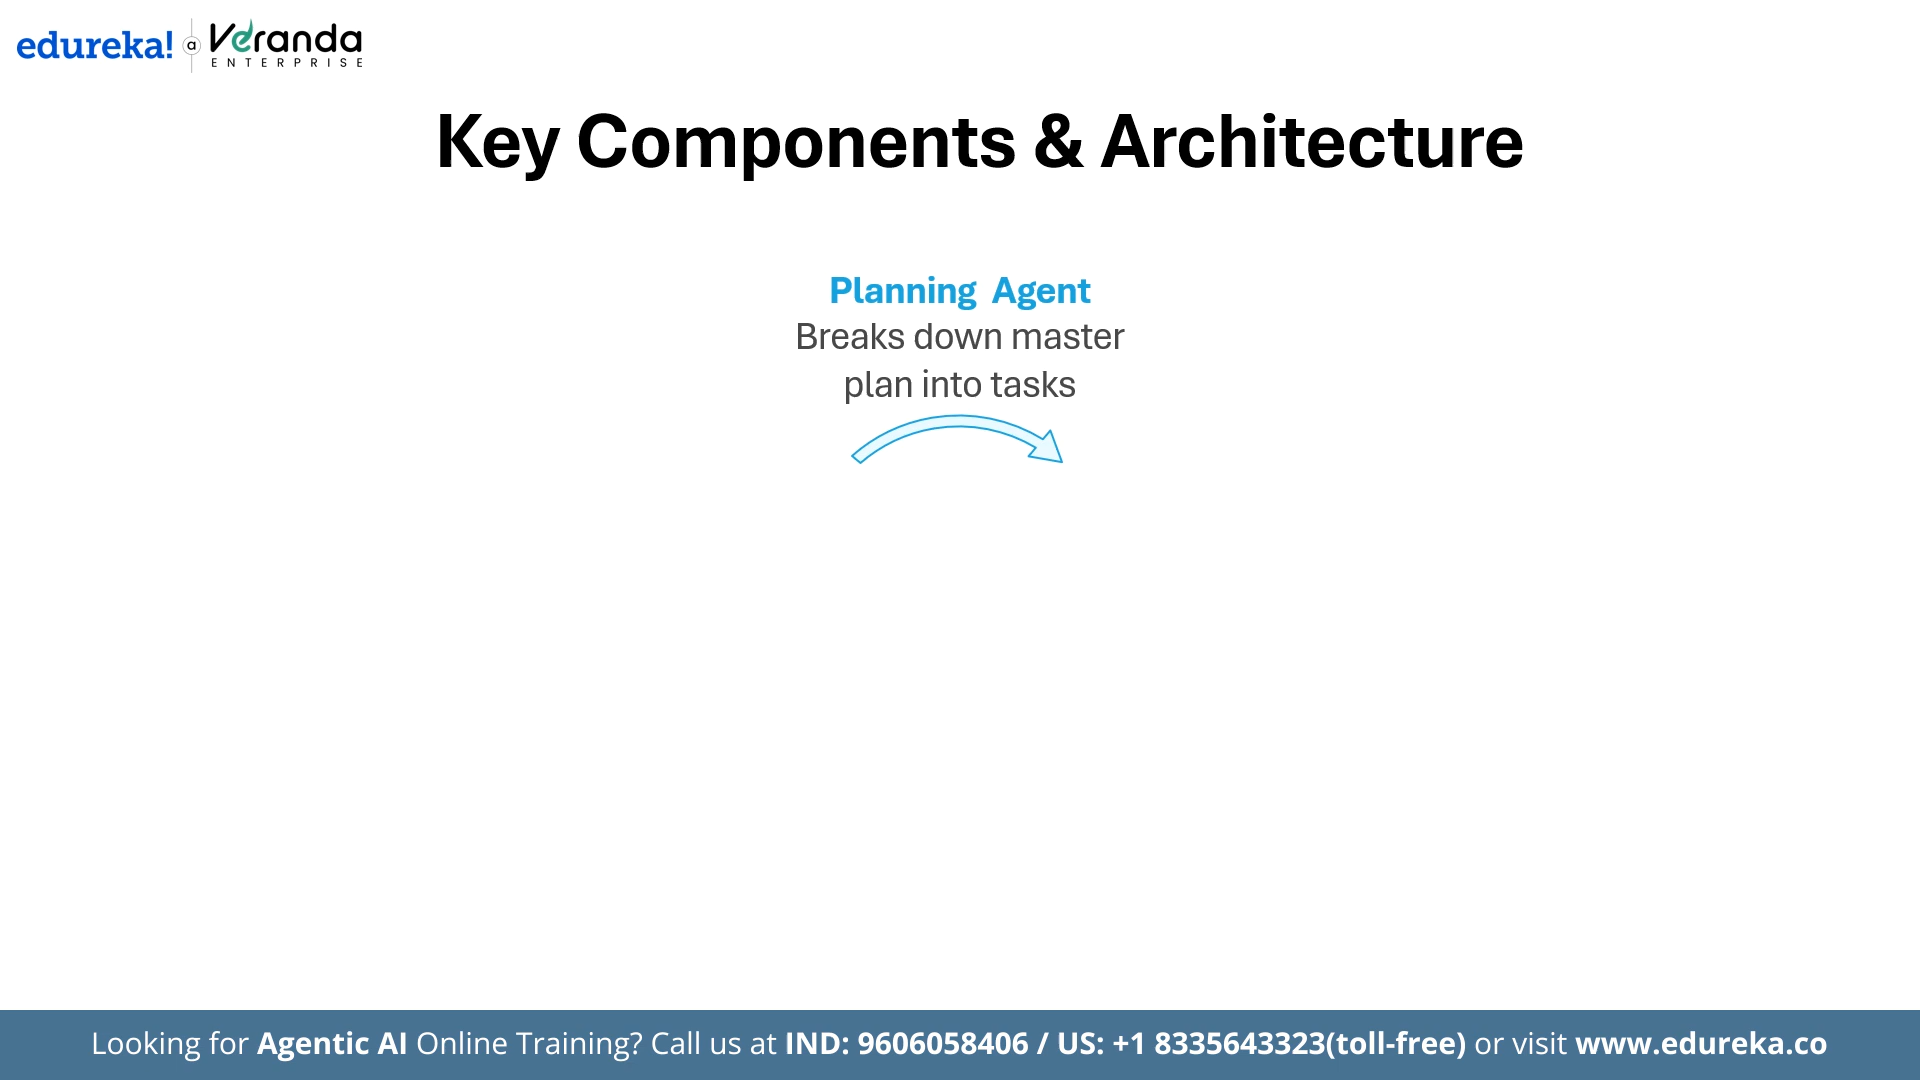 edureka! a Veranda
ENTERPRISE
Key Components & Architecture
Planning Agent
Breaks down master
plan into tasks
Looking for Agentic AI Online Training? Call us at IND: 9606058406 / US: +1 8335643323(toll-free) or visit www.edureka.co